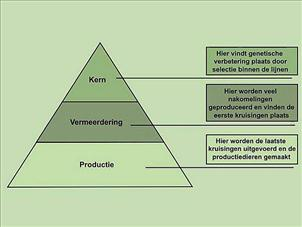 Kern
Hier vindt genetische
verbetering plaats door
selectie binnen de lijnen
Vermeerdering
Hier worden veel
nakomelingen
geproduceerd en vinden de
eerste kruisingen plaats
Productie
Hier worden de laatste
kruisingen uitgevoerd en de
productiedieren gemaakt